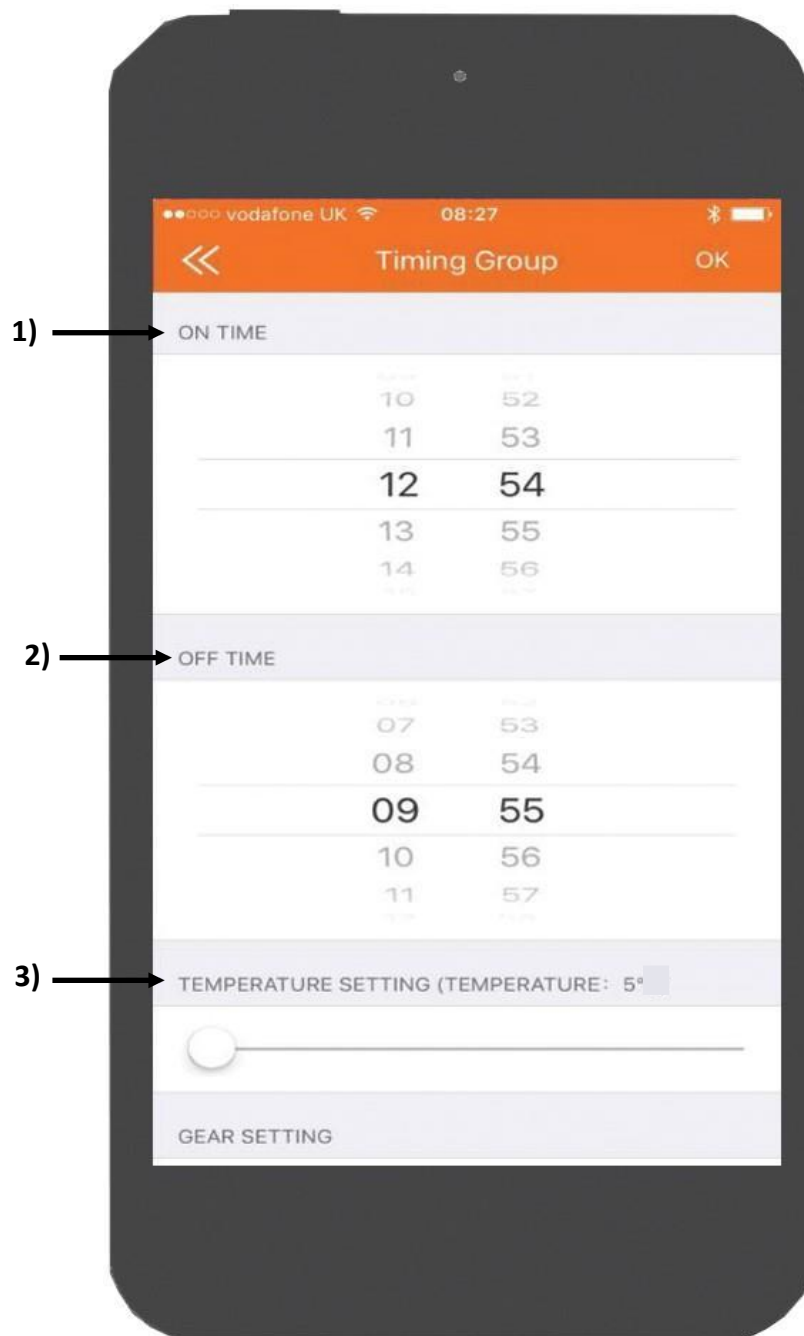 ●●○○○ vodafone UK 08:27
Timing Group OK
1) ON TIME
10 52
11 53
12 54
13 55
14 56
2) OFF TIME
07 53
08 54
09 55
10 56
11 57
3) TEMPERATURE SETTING (TEMPERATURE: 5°
GEAR SETTING